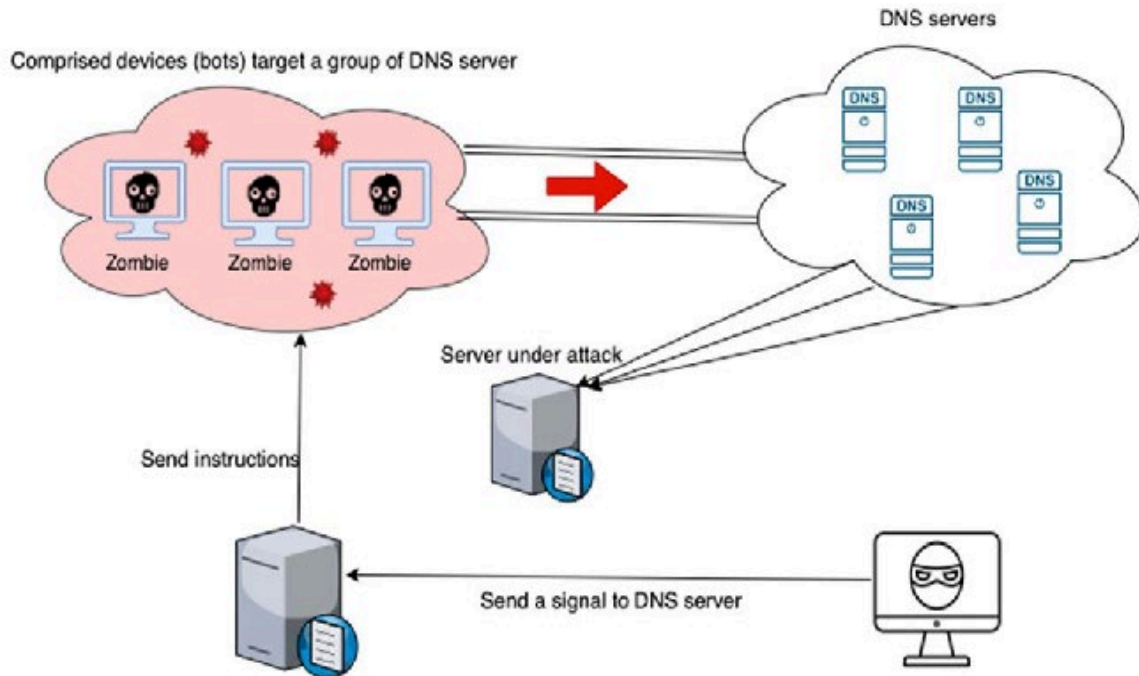 DNS servers
Comprised devices (bots) target a group of DNS server
DNS
DNS
DNS
DNS
Zombie
Zombie
Zombie
Server under attack
Send instructions
Send a signal to DNS server